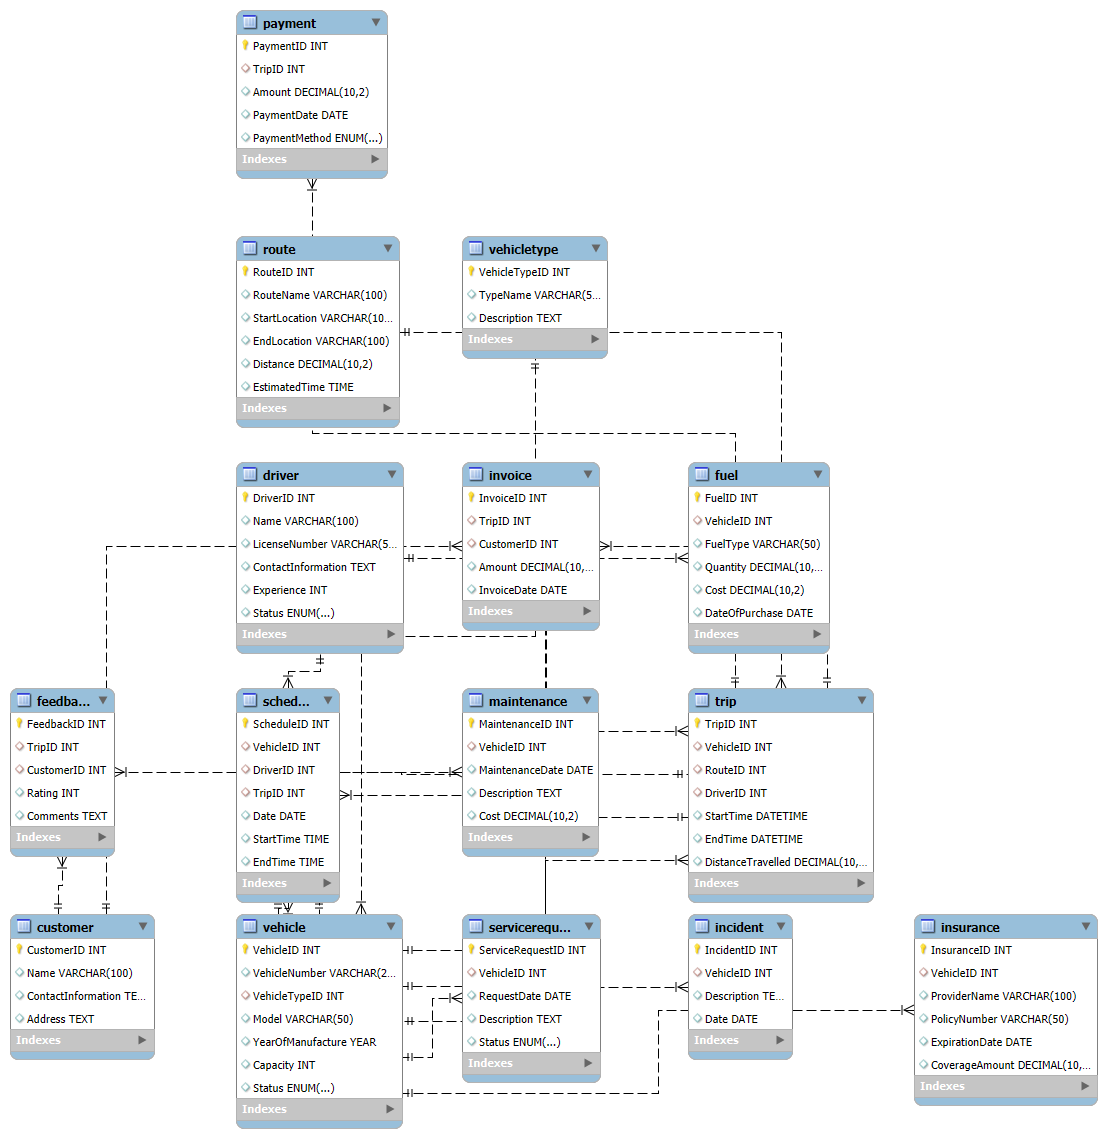 payment
PaymentID INT
TripID INT
Amount DECIMAL(10,2)
PaymentDate DATE
PaymentMethod ENUM(...)
Indexes
route
RouteID INT
RouteName VARCHAR(100)
StartLocation VARCHAR(10...
EndLocation VARCHAR(100)
Distance DECIMAL(10,2)
EstimatedTime TIME
Indexes
vehicletype
VehicleTypeID INT
TypeName VARCHAR(5...
Description TEXT
Indexes
driver
DriverID INT
Name VARCHAR(100)
LicenseNumber VARCHAR(5...
ContactInformation TEXT
Experience INT
Status ENUM(...)
Indexes
invoice
InvoiceID INT
TripID INT
CustomerID INT
Amount DECIMAL(10,...
InvoiceDate DATE
Indexes
fuel
FuelID INT
VehicleID INT
FuelType VARCHAR(50)
Quantity DECIMAL(10,...
Cost DECIMAL(10,2)
DateOfPurchase DATE
Indexes
feedba...
FeedbackID INT
TripID INT
CustomerID INT
Rating INT
Comments TEXT
Indexes
sched...
ScheduleID INT
VehicleID INT
DriverID INT
TripID INT
Date DATE
StartTime TIME
EndTime TIME
Indexes
maintenance
MaintenanceID INT
VehicleID INT
MaintenanceDate DATE
Description TEXT
Cost DECIMAL(10,2)
Indexes
trip
TripID INT
VehicleID INT
RouteID INT
DriverID INT
StartTime DATETIME
EndTime DATETIME
DistanceTravelled DECIMAL(10,...
Indexes
customer
CustomerID INT
Name VARCHAR(100)
ContactInformation TE...
Address TEXT
Indexes
vehicle
VehicleID INT
VehicleNumber VARCHAR(2...
VehicleTypeID INT
Model VARCHAR(50)
YearOfManufacture YEAR
Capacity INT
Status ENUM(...)
Indexes
servicerequ...
ServiceRequestID INT
VehicleID INT
RequestDate DATE
Description TEXT
Status ENUM(...)
Indexes
incident
IncidentID INT
VehicleID INT
Description TE...
Date DATE
Indexes
insurance
InsuranceID INT
VehicleID INT
ProviderName VARCHAR(100)
PolicyNumber VARCHAR(50)
ExpirationDate DATE
CoverageAmount DECIMAL(10,...
Indexes